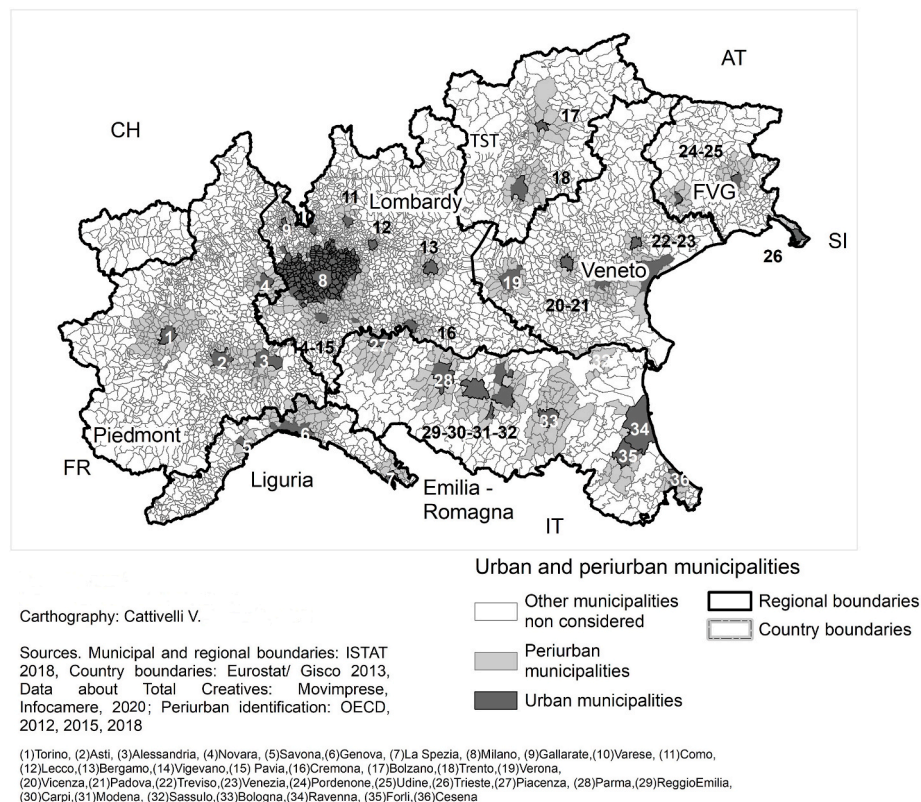 AT
CH
17
TST
24-25
11
18
Lombardy
FVG
9
10
12
22-23
13
26
SI
8
19
Veneto
4
20-21
1
16
27
14-15
2
3
28
34
Piedmont
29-30-31-32
33
6
5
35
FR
Liguria
7
Emilia -
Romagna
36
IT
Urban and periurban municipalities
Other municipalities
non considered
Periurban
municipalities
Urban municipalities
Regional boundaries
Country boundaries
Carthography: Cattivelli V.
Sources. Municipal and regional boundaries: ISTAT
2018, Country boundaries: Eurostat/ Gisco 2013,
Data about Total Creatives: Movimprese,
Infocamere, 2020; Periurban identification: OECD,
2012, 2015, 2018
(1)Torino, (2)Asti, (3)Alessandria, (4)Novara, (5)Savona,(6)Genova, (7)La Spezia, (8)Milano, (9)Gallarate,(10)Varese, (11)Como,
(12)Lecco,(13)Bergamo,(14)Vigevano,(15) Pavia,(16)Cremona, (17)Bolzano,(18)Trento,(19)Verona,
(20)Vicenza,(21)Padova,(22)Treviso,(23)Venezia,(24)Pordenone,(25)Udine,(26)Trieste,(27)Piacenza, (28)Parma,(29)ReggioEmilia,
(30)Carpi,(31)Modena, (32)Sassulo,(33)Bologna,(34)Ravenna, (35)Forli,(36)Cesena